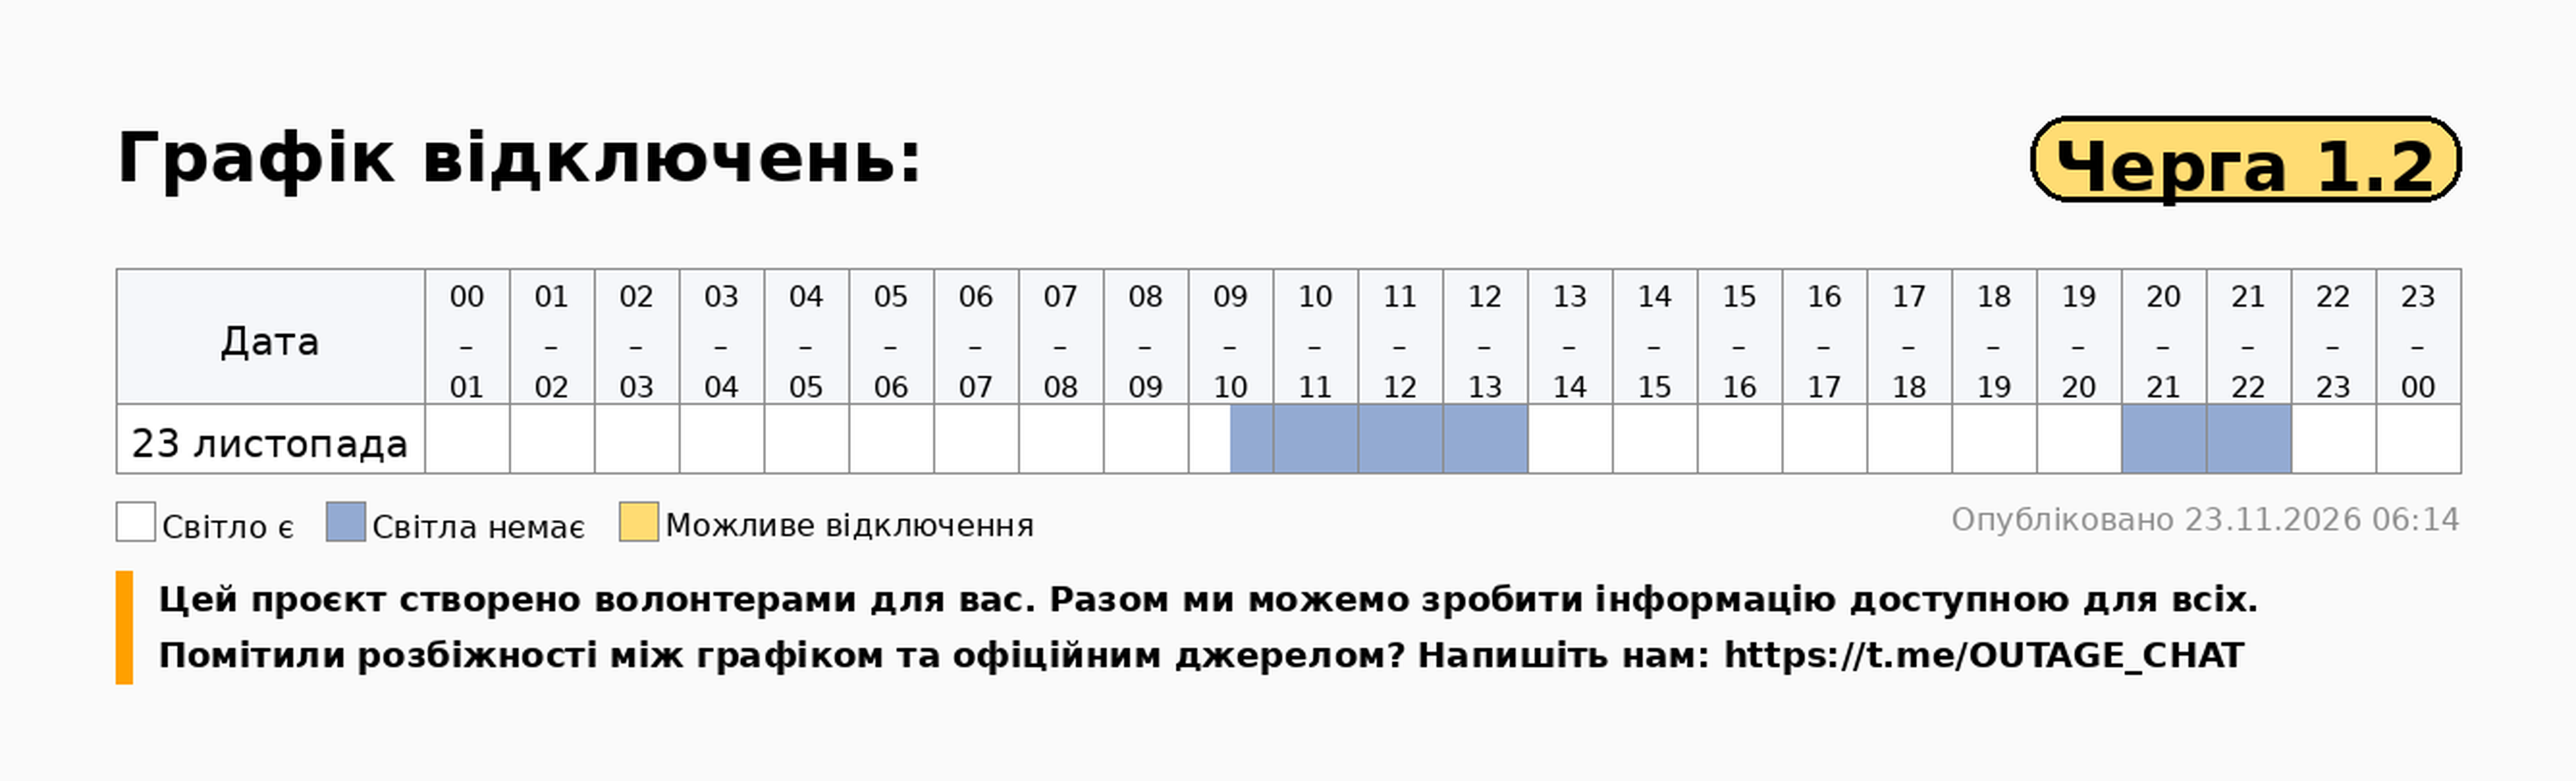 Графік відключень:
Черга 1.2
Дата
00 – 01
01 – 02
02 – 03
03 – 04
04 – 05
05 – 06
06 – 07
07 – 08
08 – 09
09 – 10
10 – 11
11 – 12
12 – 13
13 – 14
14 – 15
15 – 16
16 – 17
17 – 18
18 – 19
19 – 20
20 – 21
21 – 22
22 – 23
23 – 00
23 листопада
Світло є
Світла немає
Можливе відключення
Опубліковано 23.11.2026 06:14
Цей проєкт створено волонтерами для вас. Разом ми можемо зробити інформацію доступною для всіх.
Помітили розбіжності між графіком та офіційним джерелом? Напишіть нам: https://t.me/OUTAGE_CHAT